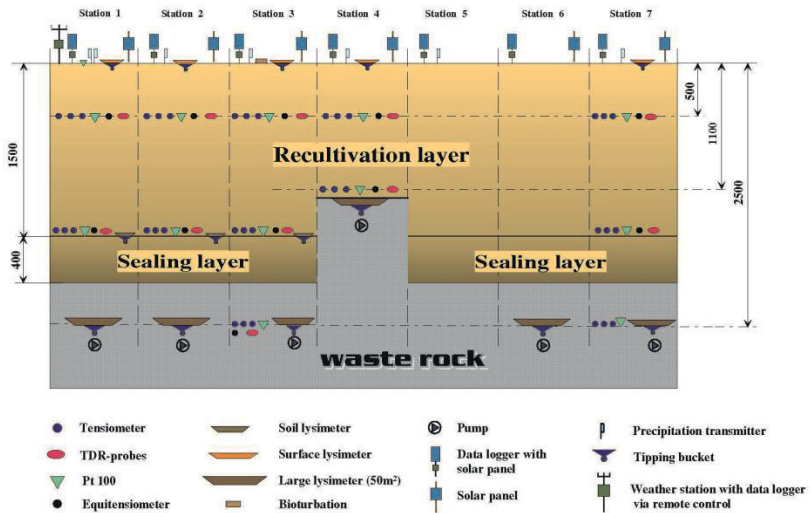 Station 1 Station 2 Station 3 Station 4 Station 5 Station 6 Station 7
500
1100
1500
2500
400
Recultivation layer
Sealing layer Sealing layer
waste rock
Tensiometer
TDR-probes
Pt 100
Equitensiometer
Soil lysimeter
Surface lysimeter
Large lysimeter (50m²)
Bioturbation
Pump
Data logger with
solar panel
Solar panel
Precipitation transmitter
Tipping bucket
Weather station with data logger
via remote control